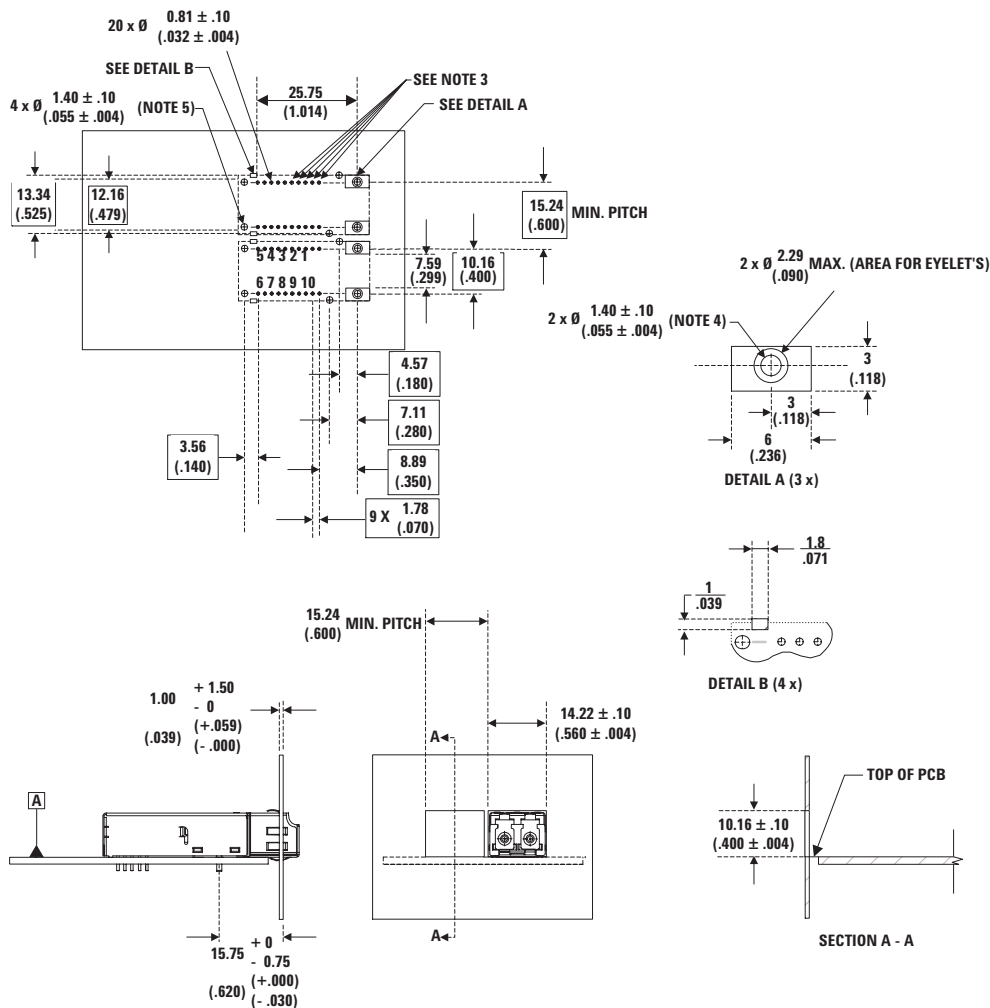 20 x Ø 0.81 ± .10
(.032 ± .004)
SEE DETAIL B
4 x Ø 1.40 ± .10
(.055 ± .004)
(NOTE 5)
25.75
(1.014)
SEE NOTE 3
SEE DETAIL A
13.34
(.525)
12.16
(.479)
15.24
(.600)
MIN. PITCH
5 4 3 2 1
6 7 8 9 10
7.59
(.299)
10.16
(.400)
4.57
(.180)
7.11
(.280)
3.56
(.140)
8.89
(.350)
9 X 1.78
(.070)
2 x Ø 2.29
(.090)
MAX. (AREA FOR EYELET'S)
2 x Ø 1.40 ± .10
(.055 ± .004)
(NOTE 4)
3
(.118)
3
(.118)
6
(.236)
DETAIL A (3 x)
1.8
.071
1
.039
DETAIL B (4 x)
15.24
(.600)
MIN. PITCH
1.00 + 1.50
- 0
(.039) (+.059)
(- .000)
A
A
14.22 ± .10
(.560 ± .004)
A
15.75 + 0
- 0.75
(.620) (+.000)
(- .030)
TOP OF PCB
10.16 ± .10
(.400 ± .004)
SECTION A - A